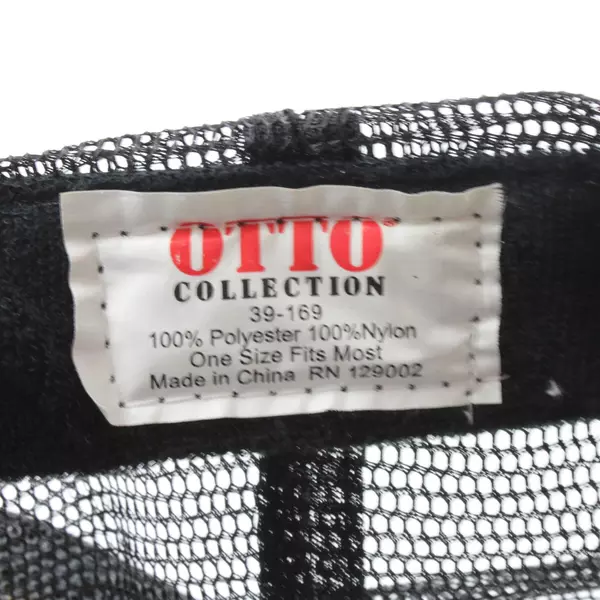 OTTO®
COLLECTION
39-169
100% Polyester 100%Nylon
One Size Fits Most
Made in China RN 129002